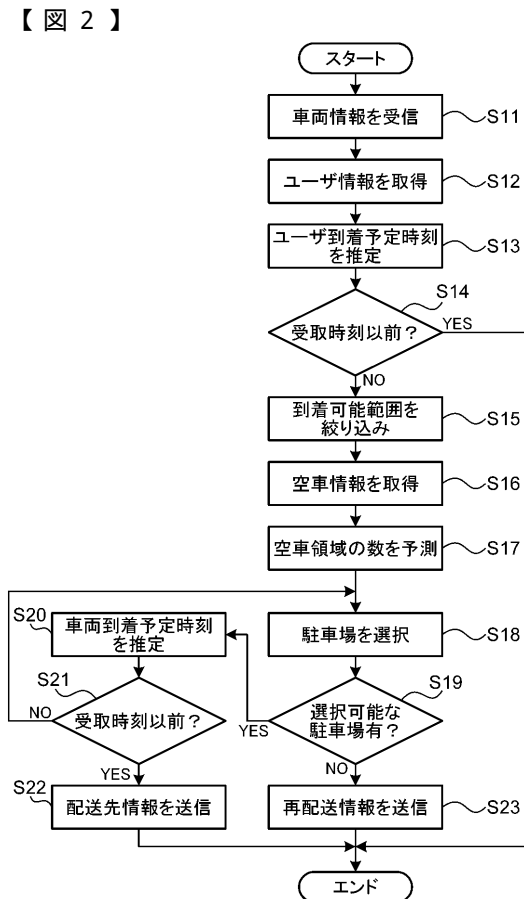 【図２】
スタート
車両情報を受信
S11
ユーザ情報を取得
S12
ユーザ到着予定時刻
を推定
S13
S14
受取時刻以前？
YES
NO
到着可能範囲を
絞り込み
S15
空車情報を取得
S16
空車領域の数を予測
S17
駐車場を選択
S18
S19
選択可能な
駐車場有？
YES
NO
S20
車両到着予定時刻
を推定
S21
受取時刻以前？
NO
YES
S22
配送先情報を送信
再配送情報を送信
S23
エンド